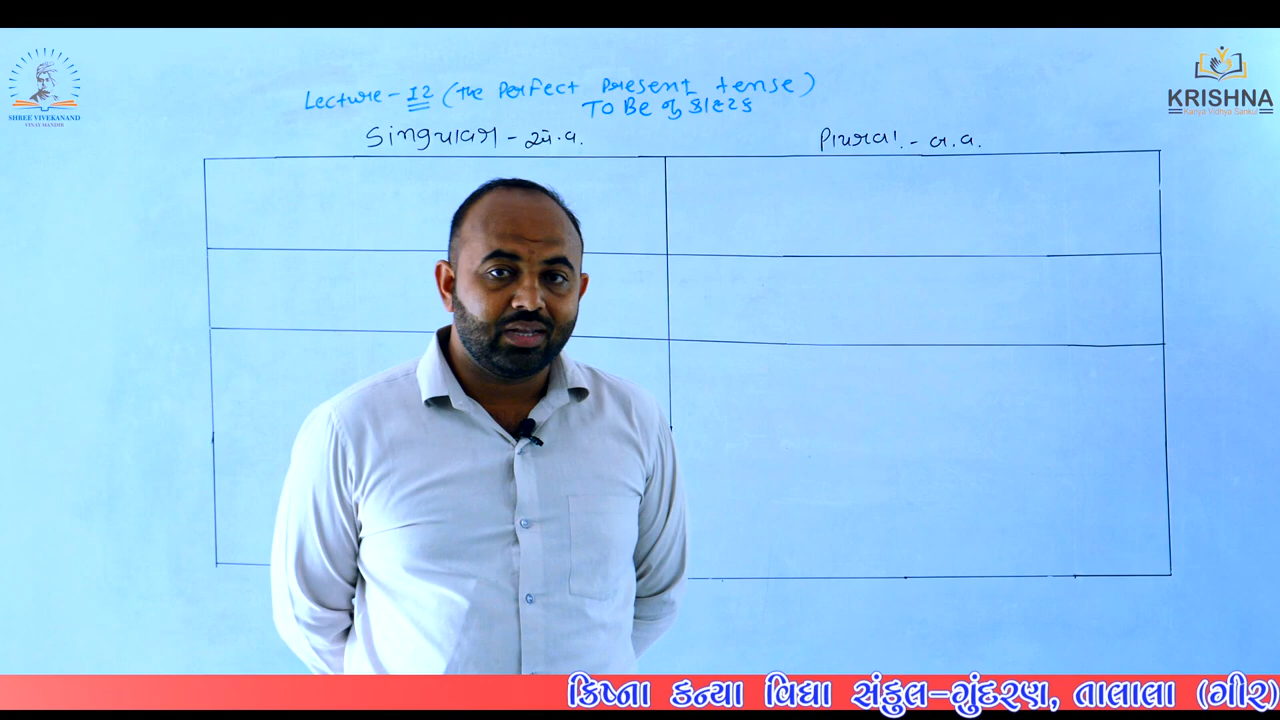 SHREE VIVEKANAND
VINAY MANDIR
KRISHNA
Kanya Vidhya Sankul
Lecture - 12 (The Perfect Present tense)
TO BE નુ કોષ્ટક
Singular - એ.વ.
Plural - બ.વ.
ક્રિષ્ના કન્યા વિદ્યા સંકુલ-ગુંદરણ, તાલાલા (ગીર)